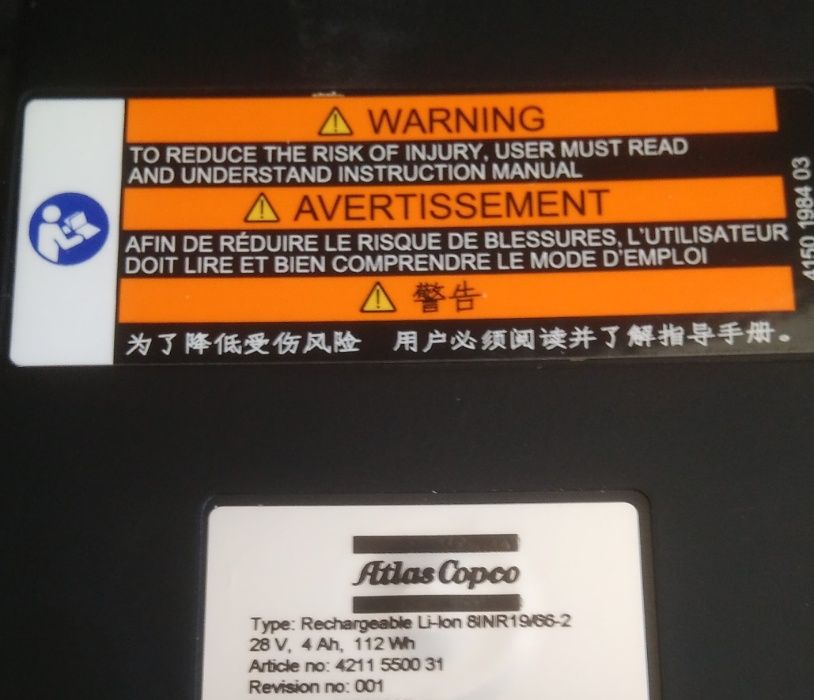 WARNING
TO REDUCE THE RISK OF INJURY, USER MUST READ
AND UNDERSTAND INSTRUCTION MANUAL
AVERTISSEMENT
AFIN DE RÉDUIRE LE RISQUE DE BLESSURES, L'UTILISATEUR
DOIT LIRE ET BIEN COMPRENDRE LE MODE D'EMPLOI
警告
为了降低受伤风险 用户必须阅读并了解指导手册。
4150 1984 03
Atlas Copco
Type: Rechargeable Li-Ion 8INR19/66-2
28 V, 4 Ah, 112 Wh
Article no: 4211 5500 31
Revision no: 001